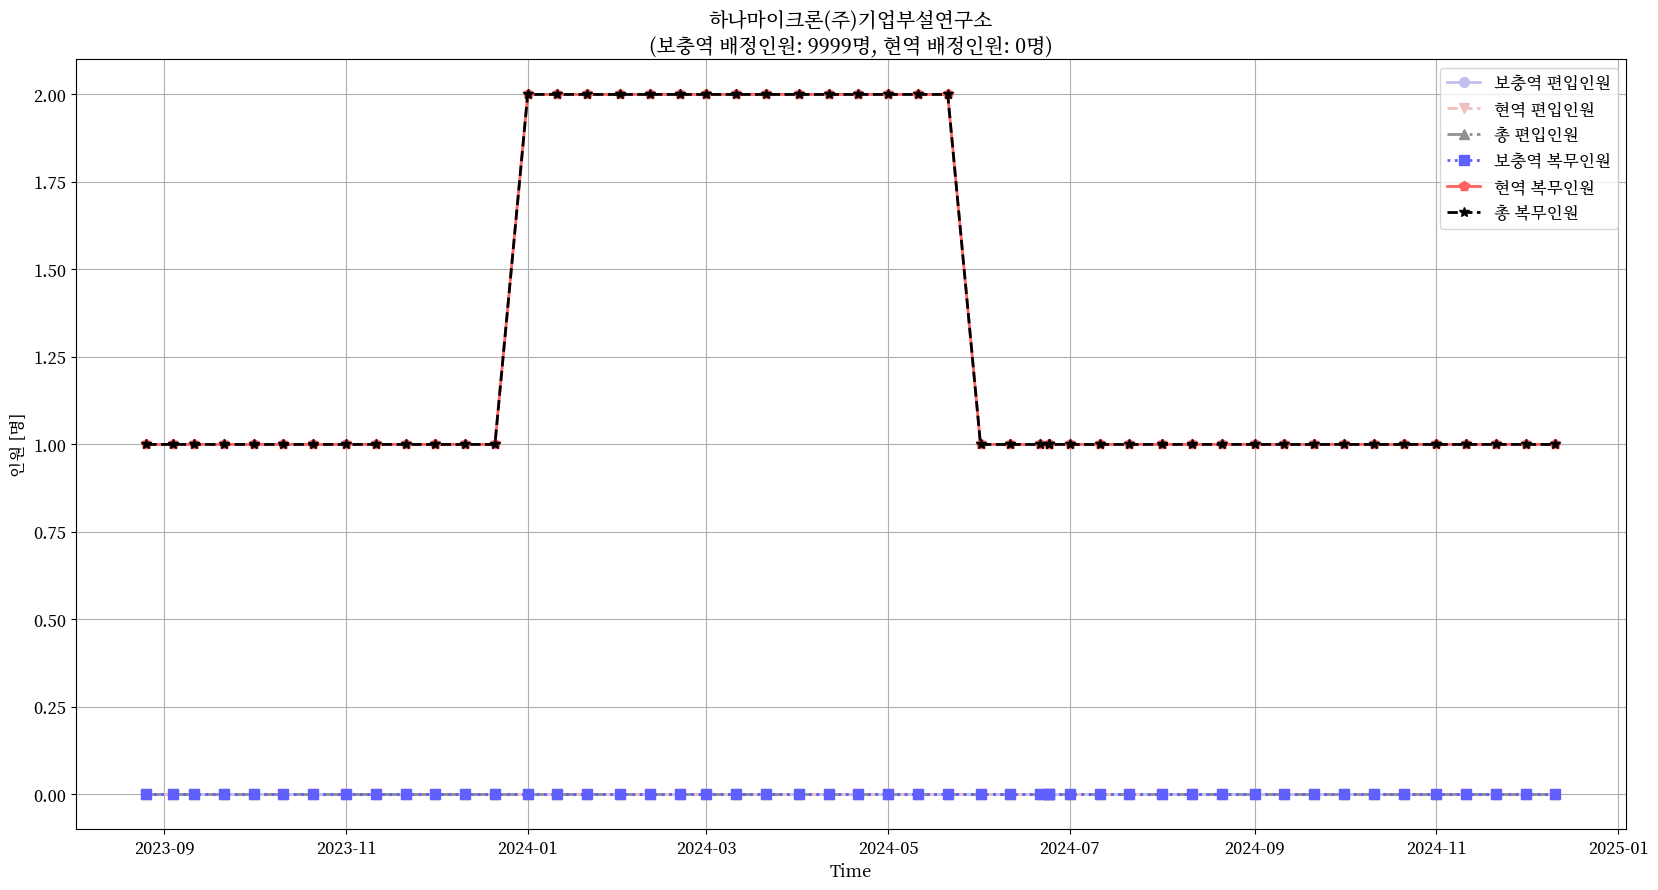 하나마이크론(주)기업부설연구소
(보충역 배정인원: 9999명, 현역 배정인원: 0명)
보충역 편입인원
현역 편입인원
총 편입인원
보충역 복무인원
현역 복무인원
총 복무인원
인원 [명]
2.00
1.75
1.50
1.25
1.00
0.75
0.50
0.25
0.00
2023-09
2023-11
2024-01
2024-03
2024-05
2024-07
2024-09
2024-11
2025-01
Time